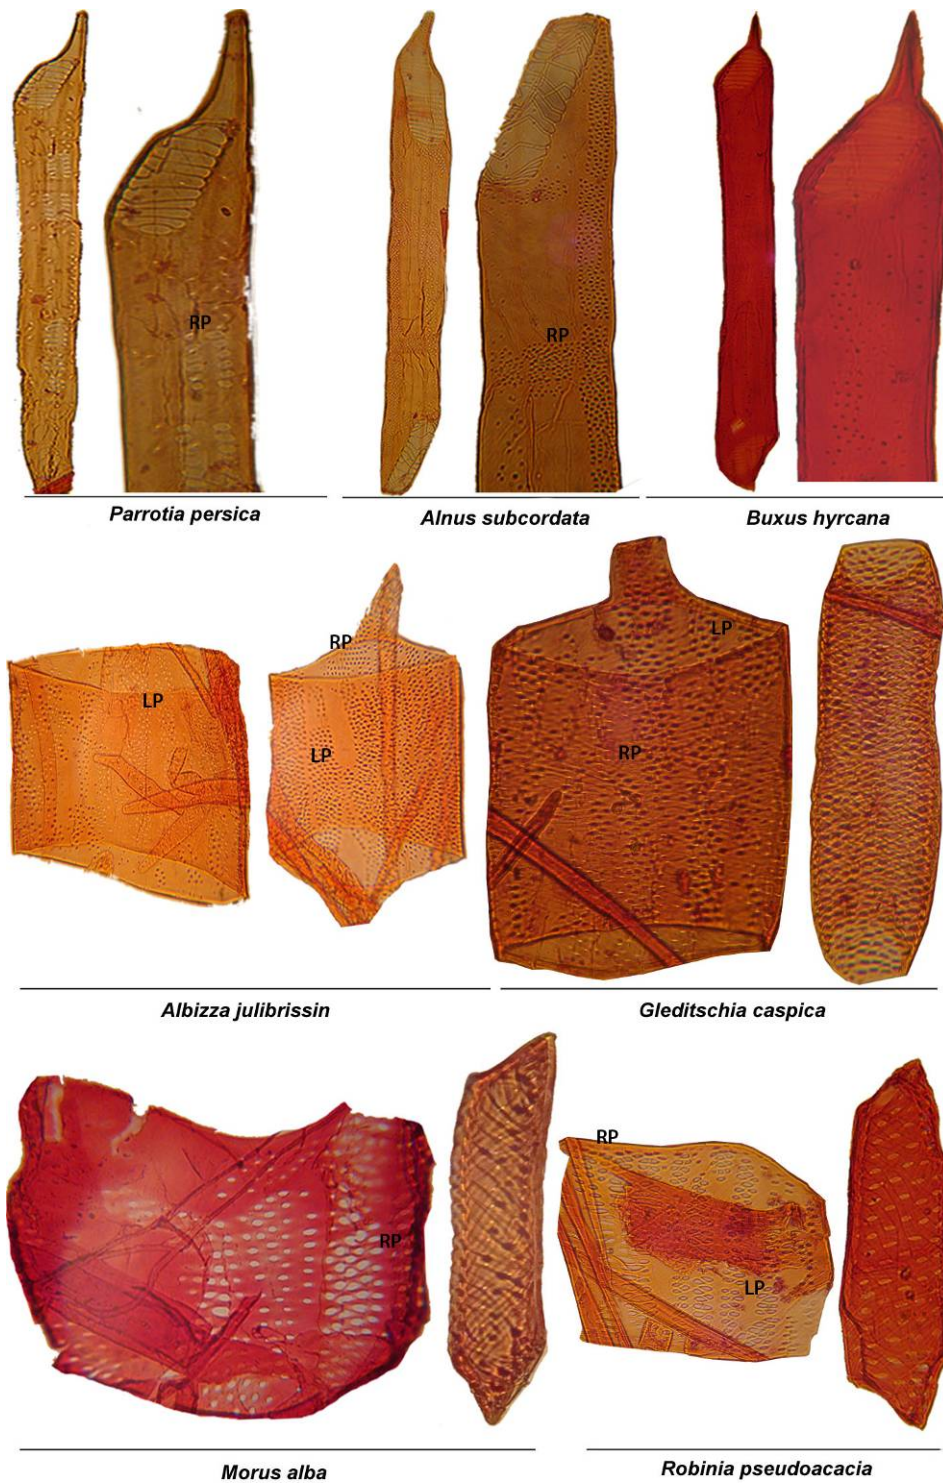 RP
RP
Parrotia persica
Alnus subcordata
Buxus hyrcana
RP
LP
LP
LP
RP
Albizza julibrissin
Gleditschia caspica
RP
RP
LP
Morus alba
Robinia pseudoacacia